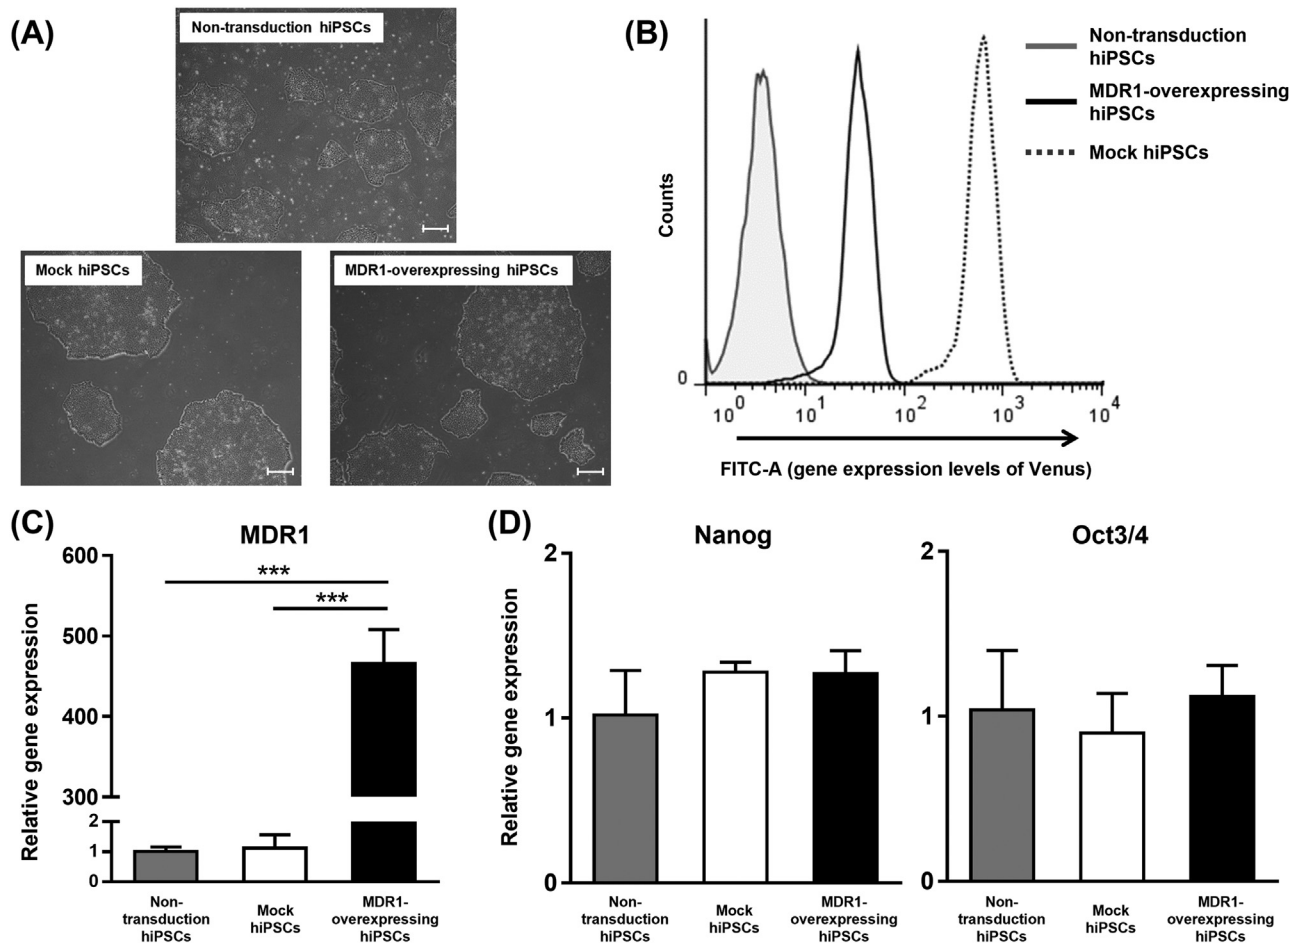 (A)
Non-transduction hiPSCs
Mock hiPSCs
MDR1-overexpressing hiPSCs
(B)
Counts
0
10^0
10^1
10^2
10^3
10^4
FITC-A (gene expression levels of Venus)
Non-transduction
hiPSCs
MDR1-overexpressing
hiPSCs
Mock hiPSCs
(C)
MDR1
Relative gene expression
600
500
400
300
2
1
0
***
***
Non-
transduction
hiPSCs
Mock
hiPSCs
MDR1-
overexpressing
hiPSCs
(D)
Nanog
Relative gene expression
2
1
0
Non-
transduction
hiPSCs
Mock
hiPSCs
MDR1-
overexpressing
hiPSCs
Oct3/4
2
1
0
Non-
transduction
hiPSCs
Mock
hiPSCs
MDR1-
overexpressing
hiPSCs